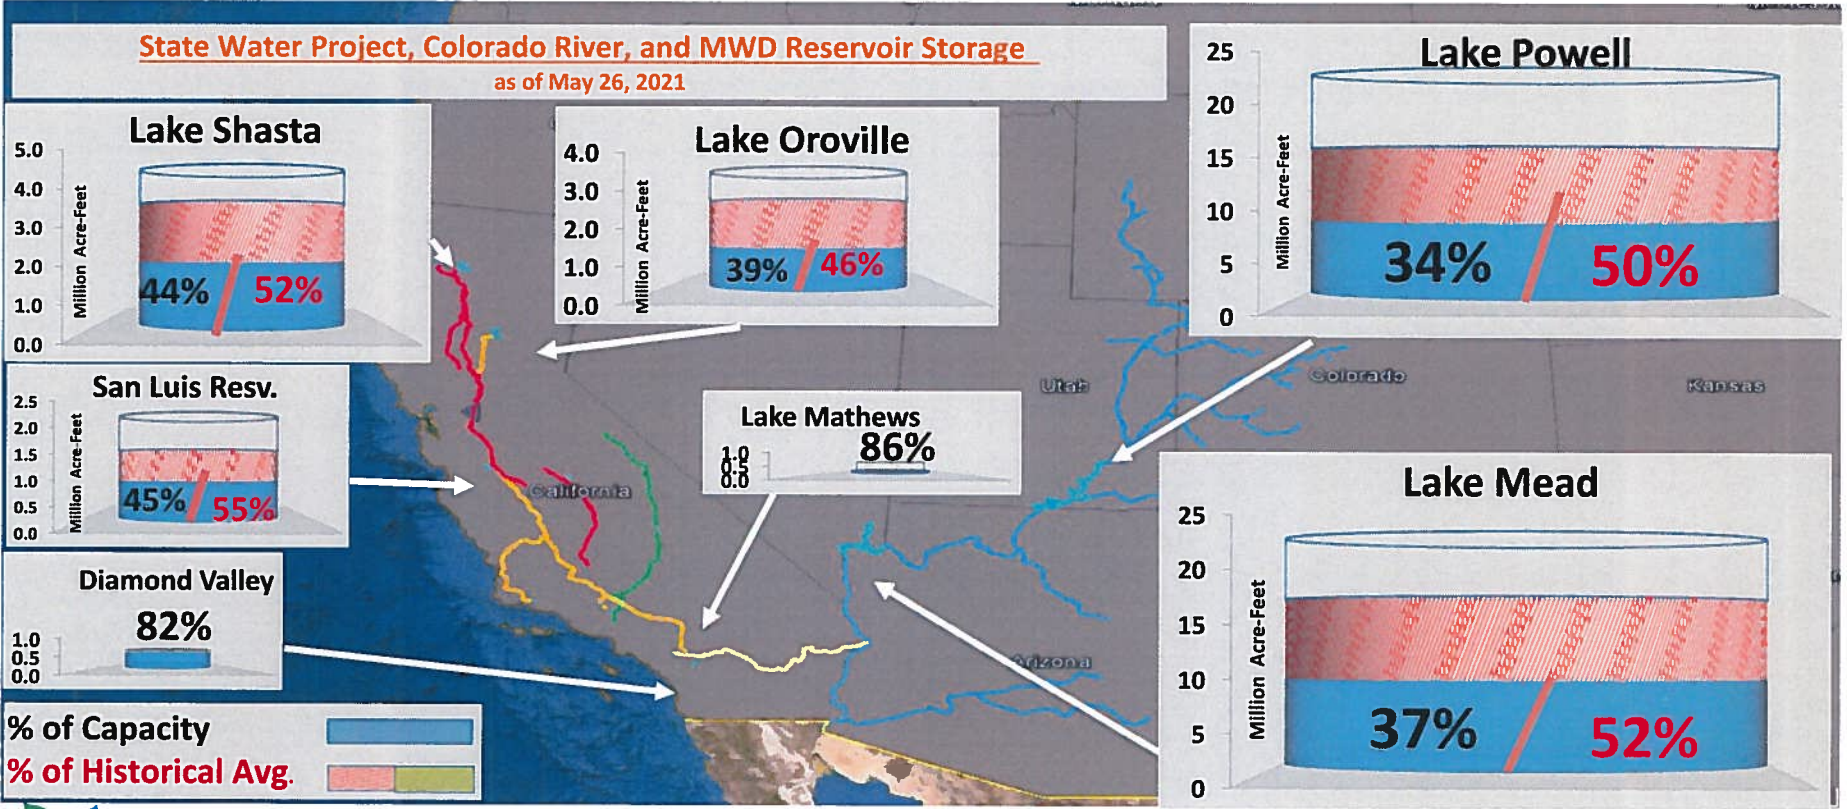 State Water Project, Colorado River, and MWD Reservoir Storage
as of May 26, 2021
Lake Shasta
5.0
4.0
3.0
2.0
1.0
0.0
Million Acre-Feet
44%
52%
Lake Oroville
4.0
3.0
2.0
1.0
0.0
Million Acre-Feet
39%
46%
Lake Powell
25
20
15
10
5
0
Million Acre-Feet
34%
50%
San Luis Resv.
2.5
2.0
1.5
1.0
0.5
0.0
Million Acre-Feet
45%
55%
Lake Mathews
86%
1.0
0.5
0.0
Utah
Colorado
Kansas
California
Arizona
Diamond Valley
82%
1.0
0.5
0.0
Lake Mead
25
20
15
10
5
0
Million Acre-Feet
37%
52%
% of Capacity
% of Historical Avg.